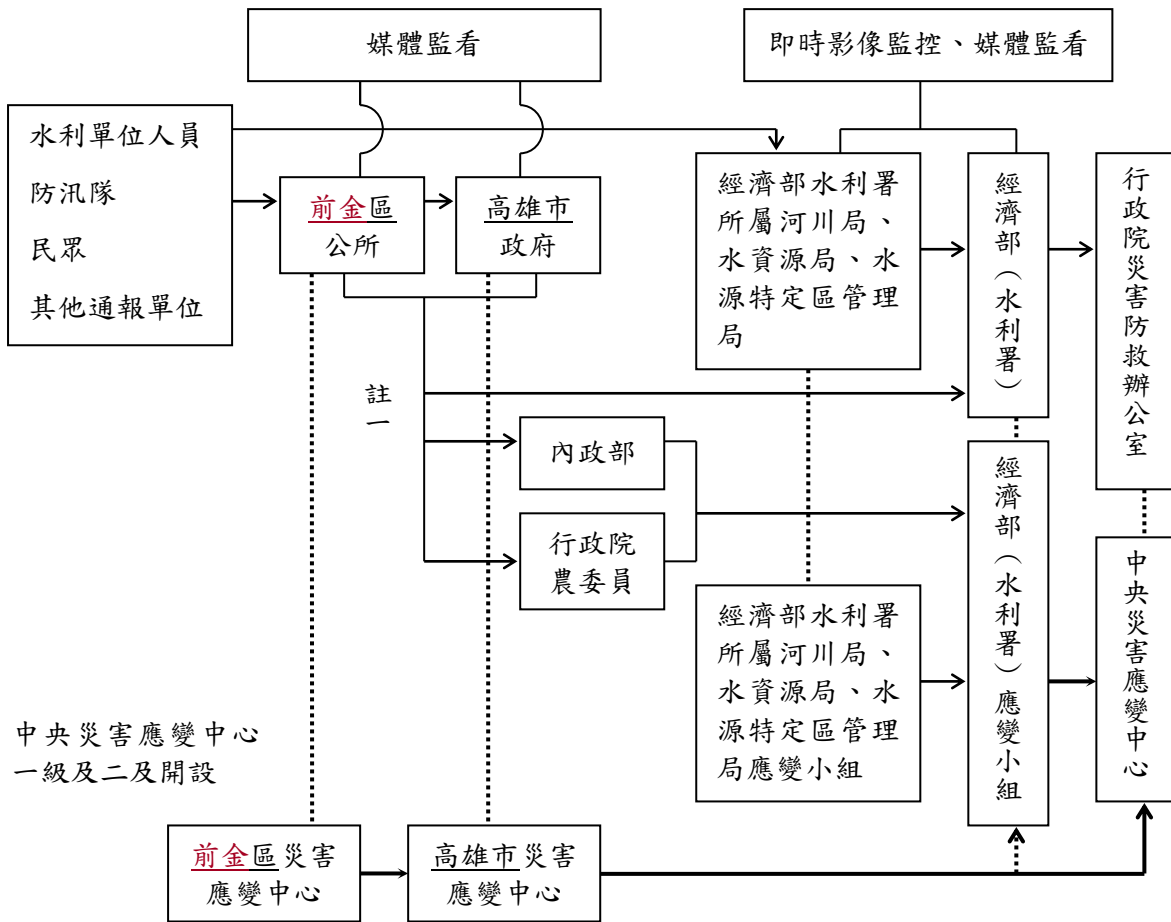 媒體監看
即時影像監控、媒體監看
水利單位人員
防汛隊
民眾
其他通報單位
前金區
公所
高雄市
政府
經濟部水利署
所屬河川局、
水資源局、水
源特定區管理
局
經濟部（水利署）
行政院災害防救辦公室
註一
內政部
行政院
農委員
經濟部水利署
所屬河川局、
水資源局、水
源特定區管理
局應變小組
經濟部（水利署）應變小組
中央災害應變中心
中央災害應變中心
一級及二及開設
前金區災害
應變中心
高雄市災害
應變中心